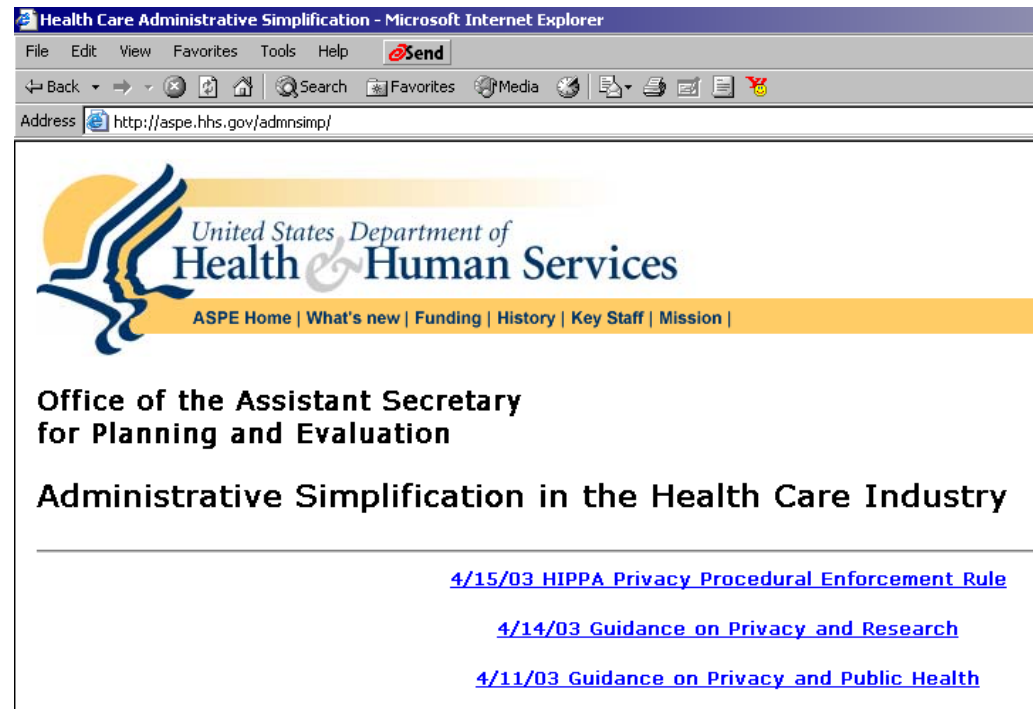 Health Care Administrative Simplification - Microsoft Internet Explorer
File Edit View Favorites Tools Help Send
Back Search Favorites Media
Address http://aspe.hhs.gov/admnsimp/
United States Department of
Health & Human Services
ASPE Home | What's new | Funding | History | Key Staff | Mission |
Office of the Assistant Secretary
for Planning and Evaluation
Administrative Simplification in the Health Care Industry
4/15/03 HIPPA Privacy Procedural Enforcement Rule
4/14/03 Guidance on Privacy and Research
4/11/03 Guidance on Privacy and Public Health